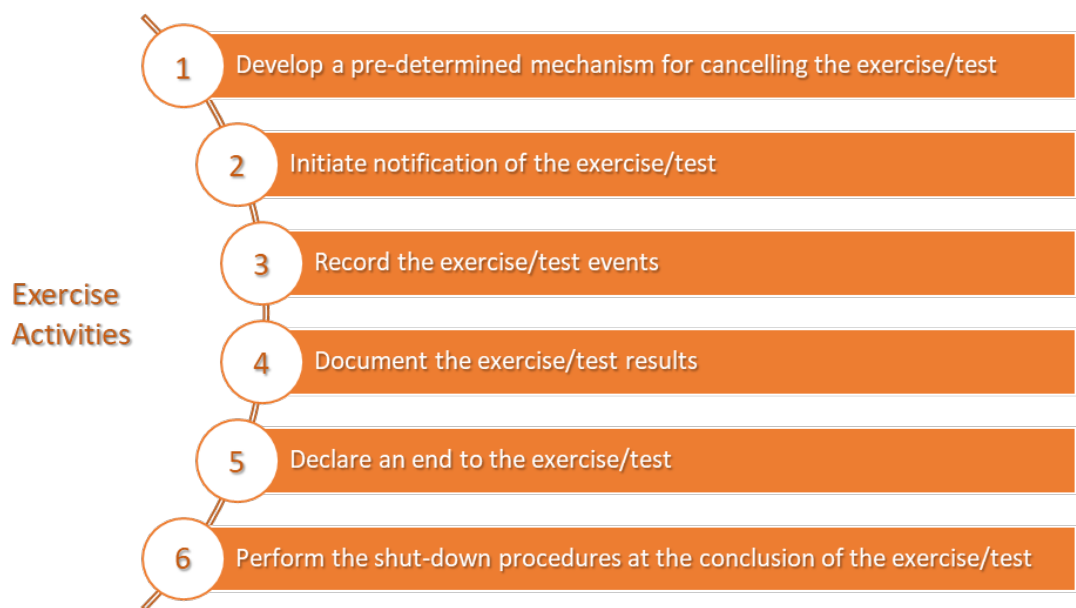 1
Develop a pre-determined mechanism for cancelling the exercise/test
2
Initiate notification of the exercise/test
3
Record the exercise/test events
Exercise
Activities
4
Document the exercise/test results
5
Declare an end to the exercise/test
6
Perform the shut-down procedures at the conclusion of the exercise/test